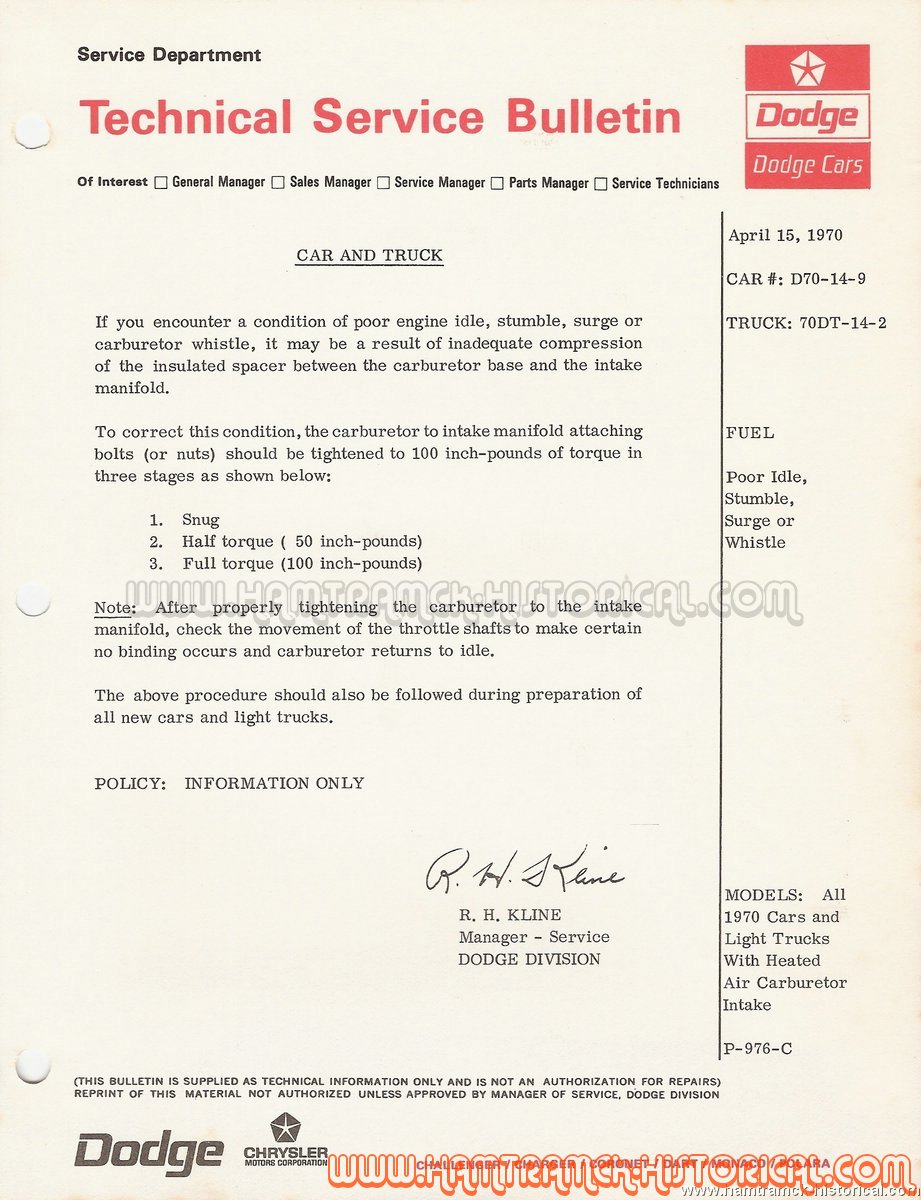 Service Department
Technical Service Bulletin
Dodge
Dodge Cars
Of Interest □ General Manager □ Sales Manager □ Service Manager □ Parts Manager □ Service Technicians
April 15, 1970
CAR #: D70-14-9
TRUCK: 70DT-14-2
CAR AND TRUCK
If you encounter a condition of poor engine idle, stumble, surge or
carburetor whistle, it may be a result of inadequate compression
of the insulated spacer between the carburetor base and the intake
manifold.
To correct this condition, the carburetor to intake manifold attaching
bolts (or nuts) should be tightened to 100 inch-pounds of torque in
three stages as shown below:
1. Snug
2. Half torque ( 50 inch-pounds)
3. Full torque (100 inch-pounds)
FUEL
Poor Idle,
Stumble,
Surge or
Whistle
www.HAMTRAMCK-HISTORICAL.com
Note: After properly tightening the carburetor to the intake
manifold, check the movement of the throttle shafts to make certain
no binding occurs and carburetor returns to idle.
The above procedure should also be followed during preparation of
all new cars and light trucks.
POLICY: INFORMATION ONLY
R. H. Kline
R. H. KLINE
Manager - Service
DODGE DIVISION
MODELS: All
1970 Cars and
Light Trucks
With Heated
Air Carburetor
Intake
P-976-C
(THIS BULLETIN IS SUPPLIED AS TECHNICAL INFORMATION ONLY AND IS NOT AN AUTHORIZATION FOR REPAIRS)
REPRINT OF THIS MATERIAL NOT AUTHORIZED UNLESS APPROVED BY MANAGER OF SERVICE, DODGE DIVISION
Dodge
CHRYSLER
MOTORS CORPORATION
CHALLENGER / CHARGER / CORONET / DART / MONACO / POLARA
www.HAMTRAMCK-HISTORICAL.com
www.hamtramck-historical.com